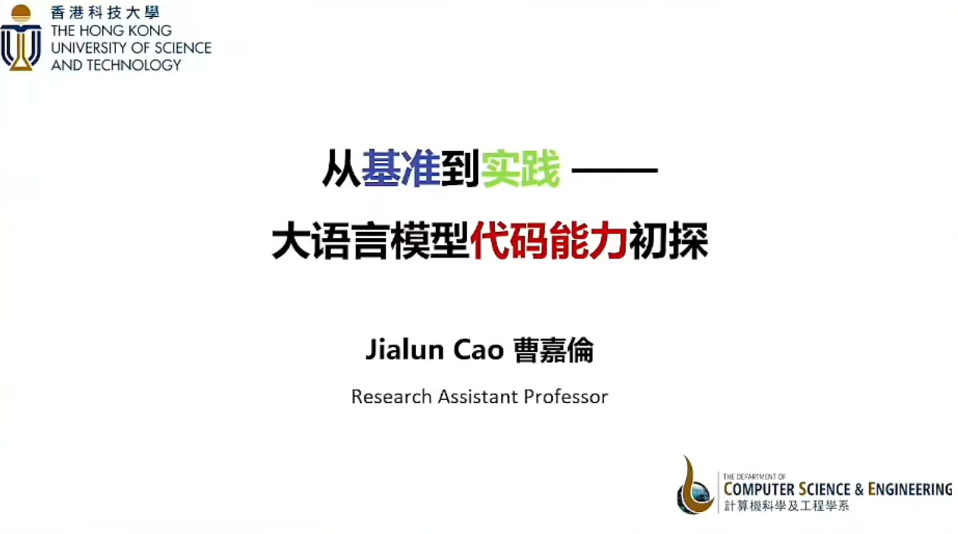 香港科技大學
THE HONG KONG
UNIVERSITY OF SCIENCE
AND TECHNOLOGY
从基准到实践 ——
大语言模型代码能力初探
Jialun Cao 曹嘉倫
Research Assistant Professor
THE DEPARTMENT OF
COMPUTER SCIENCE & ENGINEERING
計算機科學及工程學系